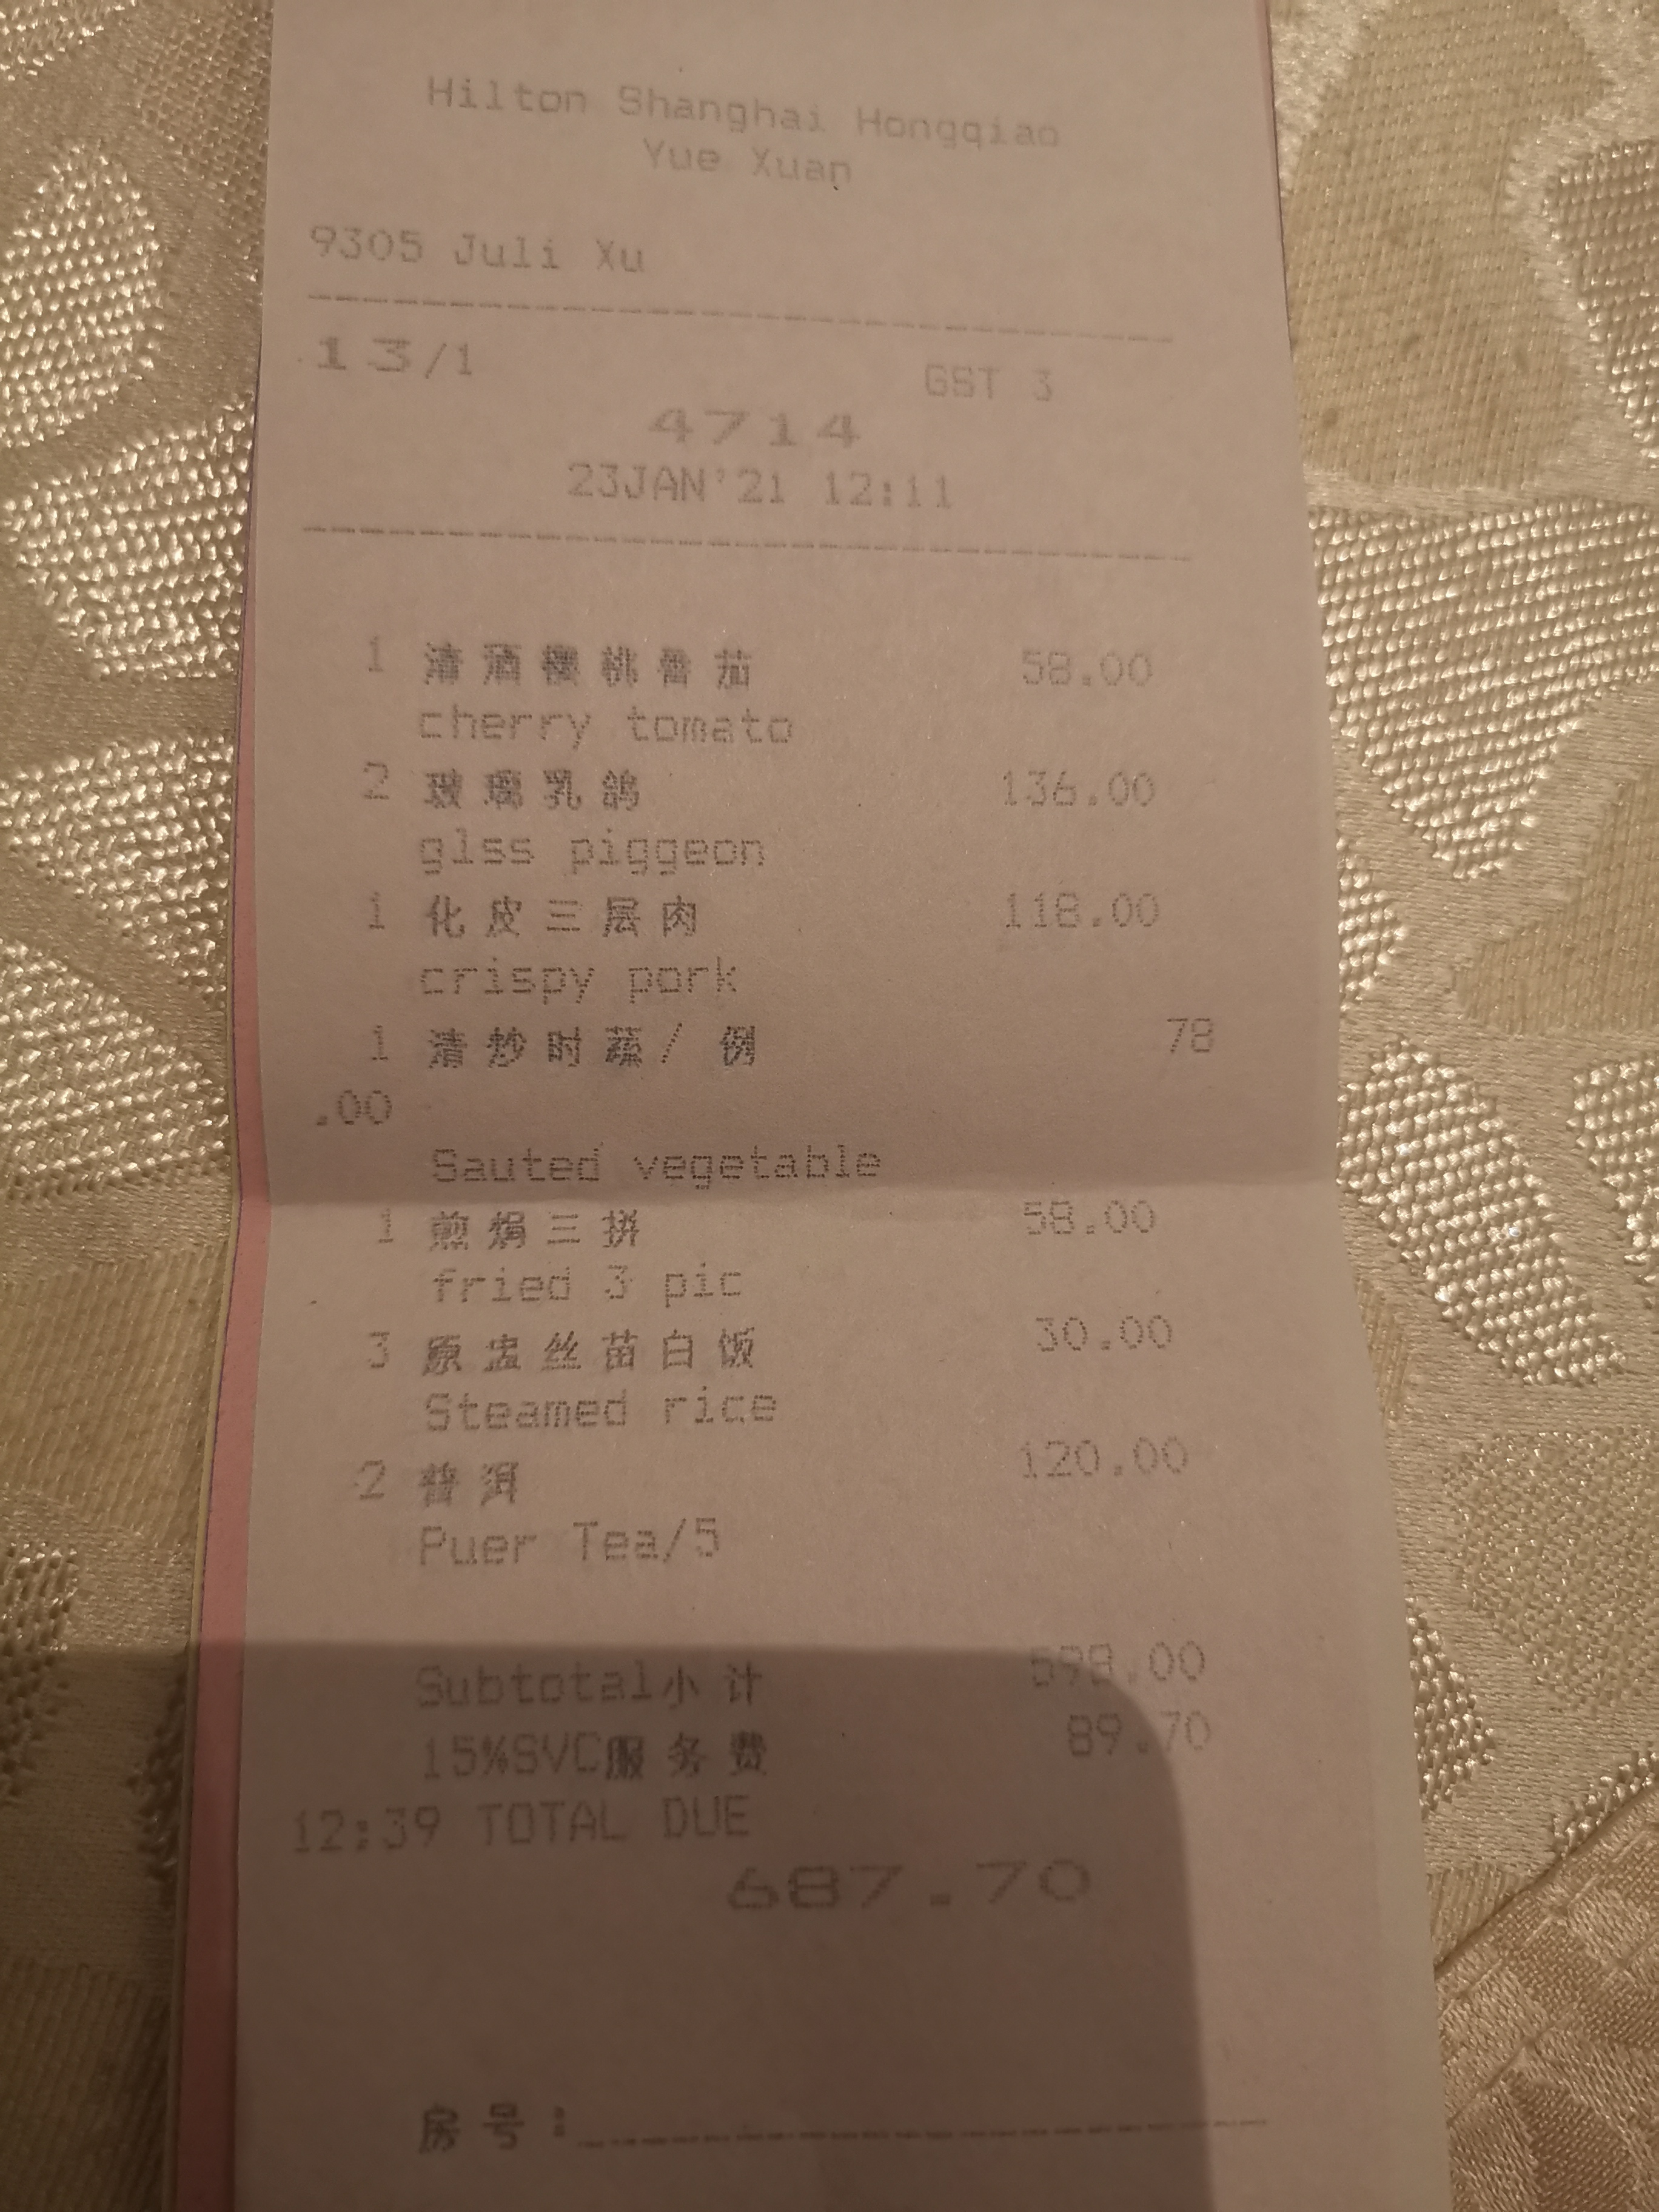 Hilton Shanghai Hongqiao
Yue Xuan
9305 Juli Xu
13/1 GST 3
4714
23JAN'21 12:11
1 清酒樱桃番茄 58.00
cherry tomato
2 玻璃乳鸽 136.00
glss piggeon
1 化皮三层肉 118.00
crispy pork
1 清炒时蔬/例 78
.00
Sauted vegetable
1 煎焗三拼 58.00
fried 3 pic
3 原盅丝苗白饭 30.00
Steamed rice
2 普洱 120.00
Puer Tea/5
Subtotal小计 598.00
15%SVC服务费 89.70
12:39 TOTAL DUE
687.70
房号: